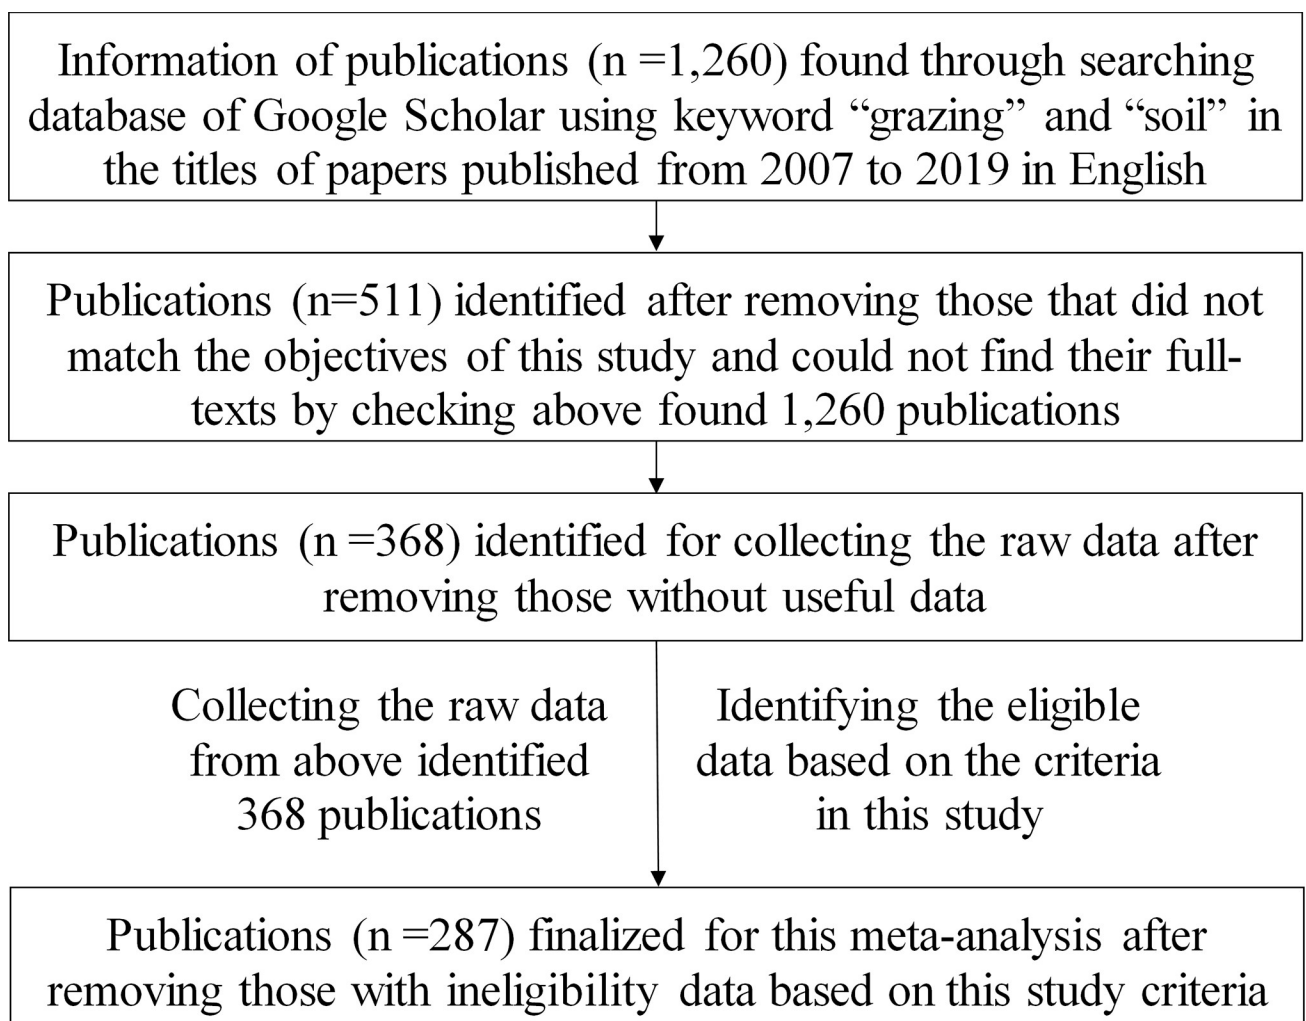 Information of publications (n =1,260) found through searching
database of Google Scholar using keyword “grazing” and “soil” in
the titles of papers published from 2007 to 2019 in English
Publications (n=511) identified after removing those that did not
match the objectives of this study and could not find their full-
texts by checking above found 1,260 publications
Publications (n =368) identified for collecting the raw data after
removing those without useful data
Collecting the raw data
from above identified
368 publications
Identifying the eligible
data based on the criteria
in this study
Publications (n =287) finalized for this meta-analysis after
removing those with ineligibility data based on this study criteria